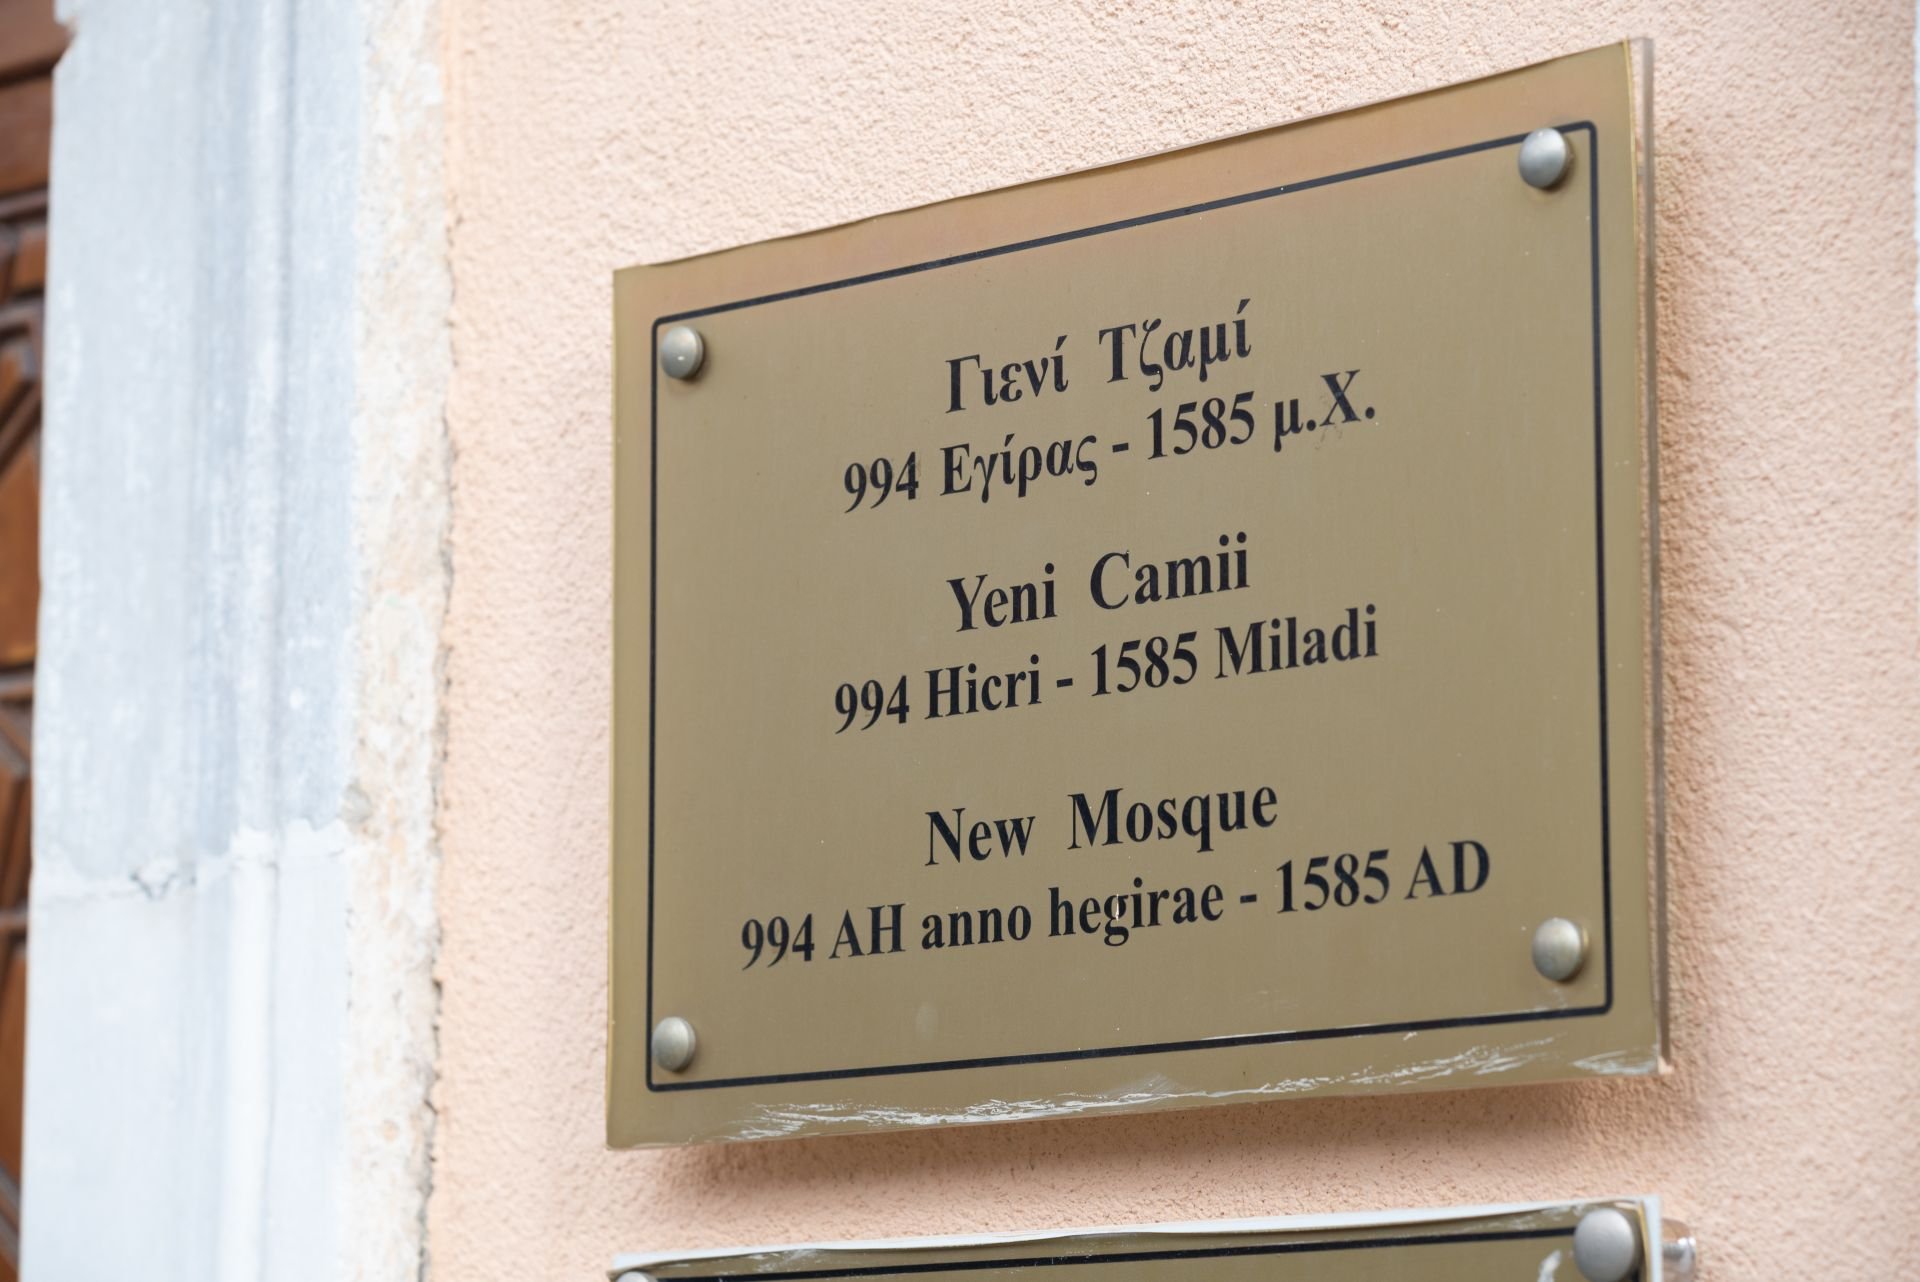 Γιενί Τζαμί
994 Εγίρας - 1585 μ.Χ.
Yeni Camii
994 Hicri - 1585 Miladi
New Mosque
994 AH anno hegirae - 1585 AD